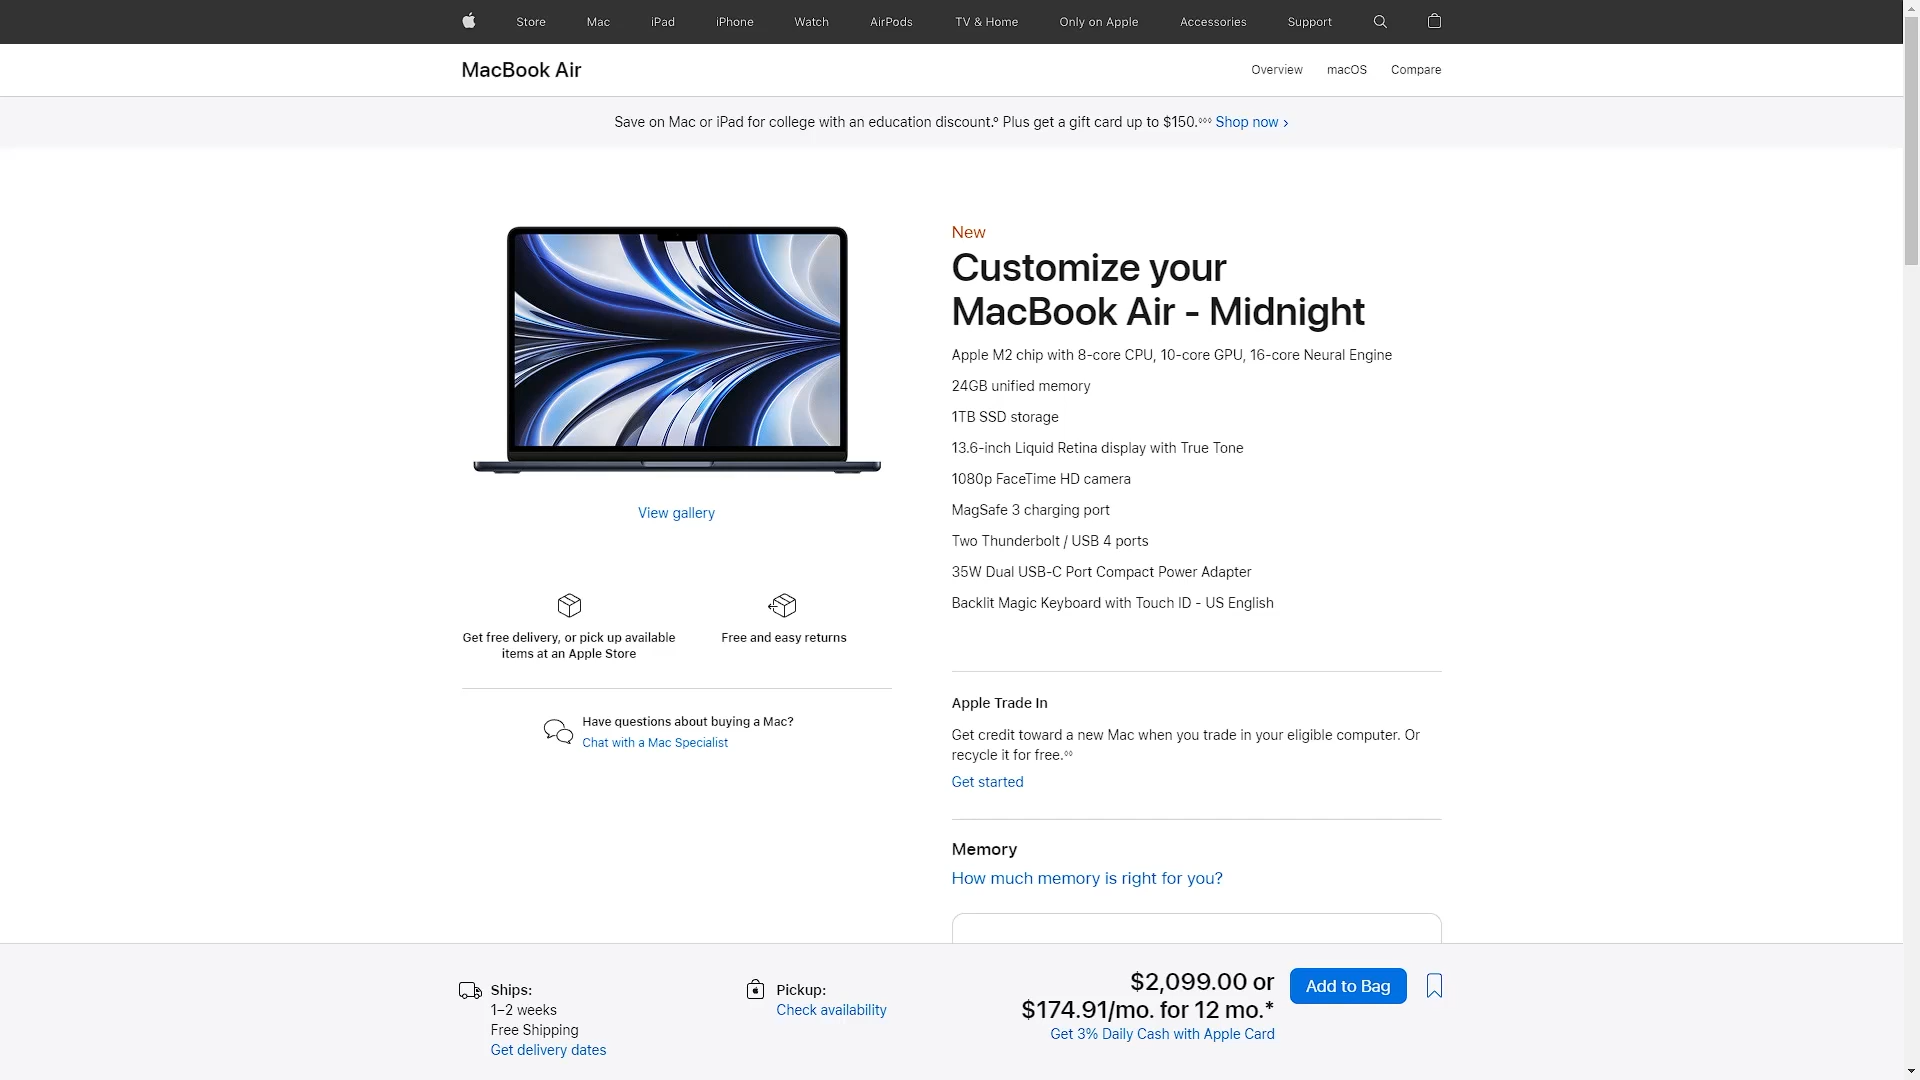 Store
Mac
iPad
iPhone
Watch
AirPods
TV & Home
Only on Apple
Accessories
Support
MacBook Air
Overview
macOS
Compare
Save on Mac or iPad for college with an education discount.° Plus get a gift card up to $150.◊◊◊ Shop now ›
New
Customize your
MacBook Air - Midnight
Apple M2 chip with 8-core CPU, 10-core GPU, 16-core Neural Engine
24GB unified memory
1TB SSD storage
13.6-inch Liquid Retina display with True Tone
1080p FaceTime HD camera
MagSafe 3 charging port
Two Thunderbolt / USB 4 ports
35W Dual USB-C Port Compact Power Adapter
Backlit Magic Keyboard with Touch ID - US English
View gallery
Get free delivery, or pick up available
items at an Apple Store
Free and easy returns
Have questions about buying a Mac?
Chat with a Mac Specialist
Apple Trade In
Get credit toward a new Mac when you trade in your eligible computer. Or
recycle it for free.◊◊
Get started
Memory
How much memory is right for you?
Ships:
1–2 weeks
Free Shipping
Get delivery dates
Pickup:
Check availability
$2,099.00 or
$174.91/mo. for 12 mo.*
Get 3% Daily Cash with Apple Card
Add to Bag